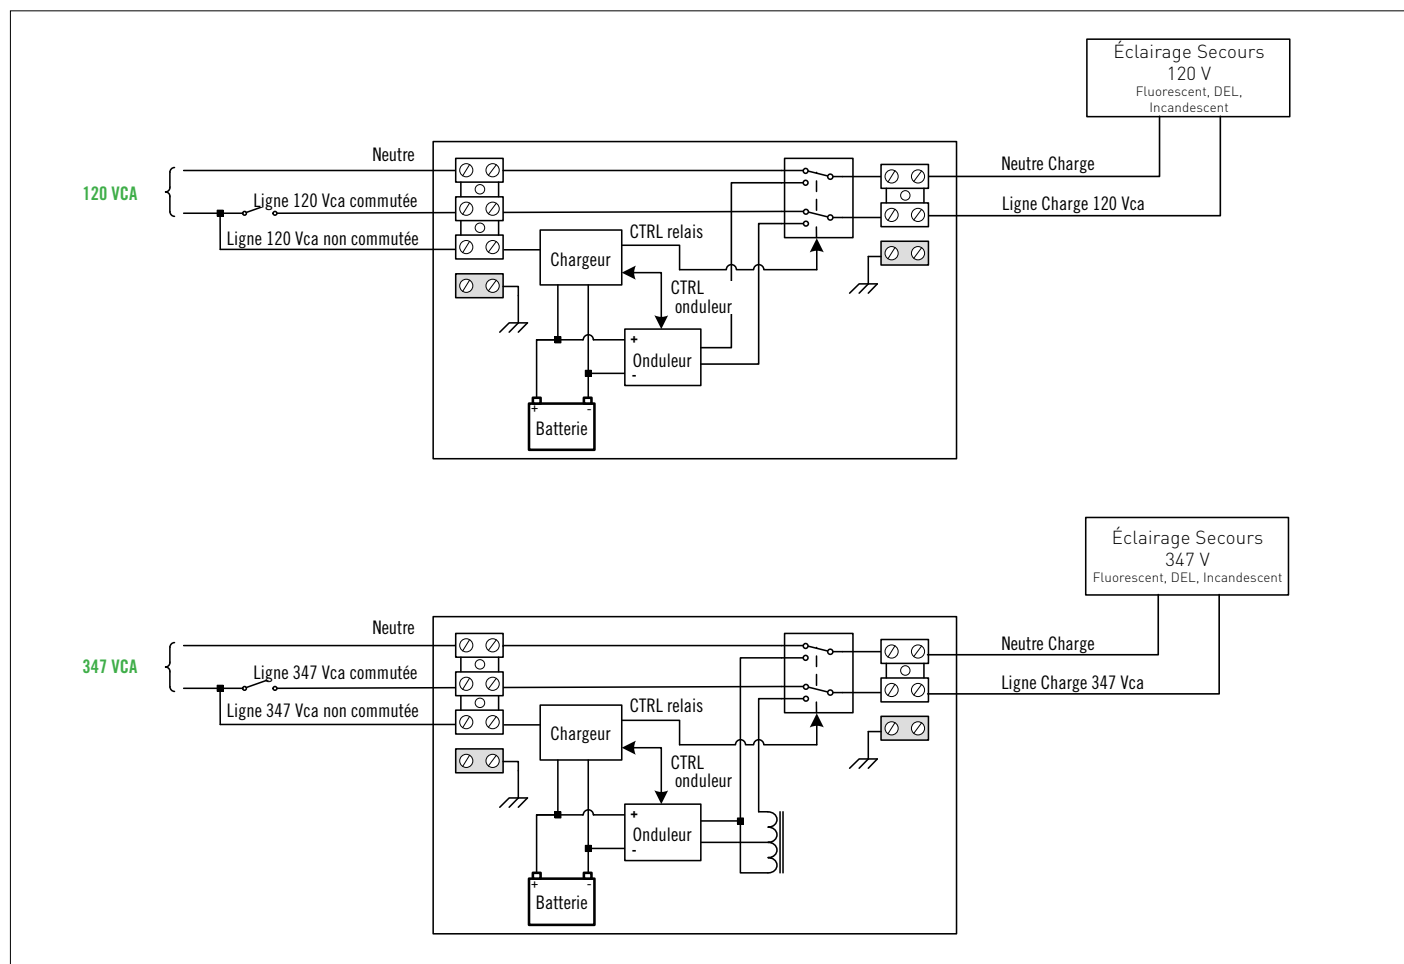 Éclairage Secours
120 V
Fluorescent, DEL,
Incandescent
Neutre
120 VCA
Ligne 120 Vca commutée
Ligne 120 Vca non commutée
CTRL relais
Chargeur
CTRL
onduleur
+
Onduleur
-
+ -
Batterie
Neutre Charge
Ligne Charge 120 Vca
Éclairage Secours
347 V
Fluorescent, DEL, Incandescent
Neutre
347 VCA
Ligne 347 Vca commutée
Ligne 347 Vca non commutée
CTRL relais
Chargeur
CTRL
onduleur
+
Onduleur
-
+ -
Batterie
Neutre Charge
Ligne Charge 347 Vca